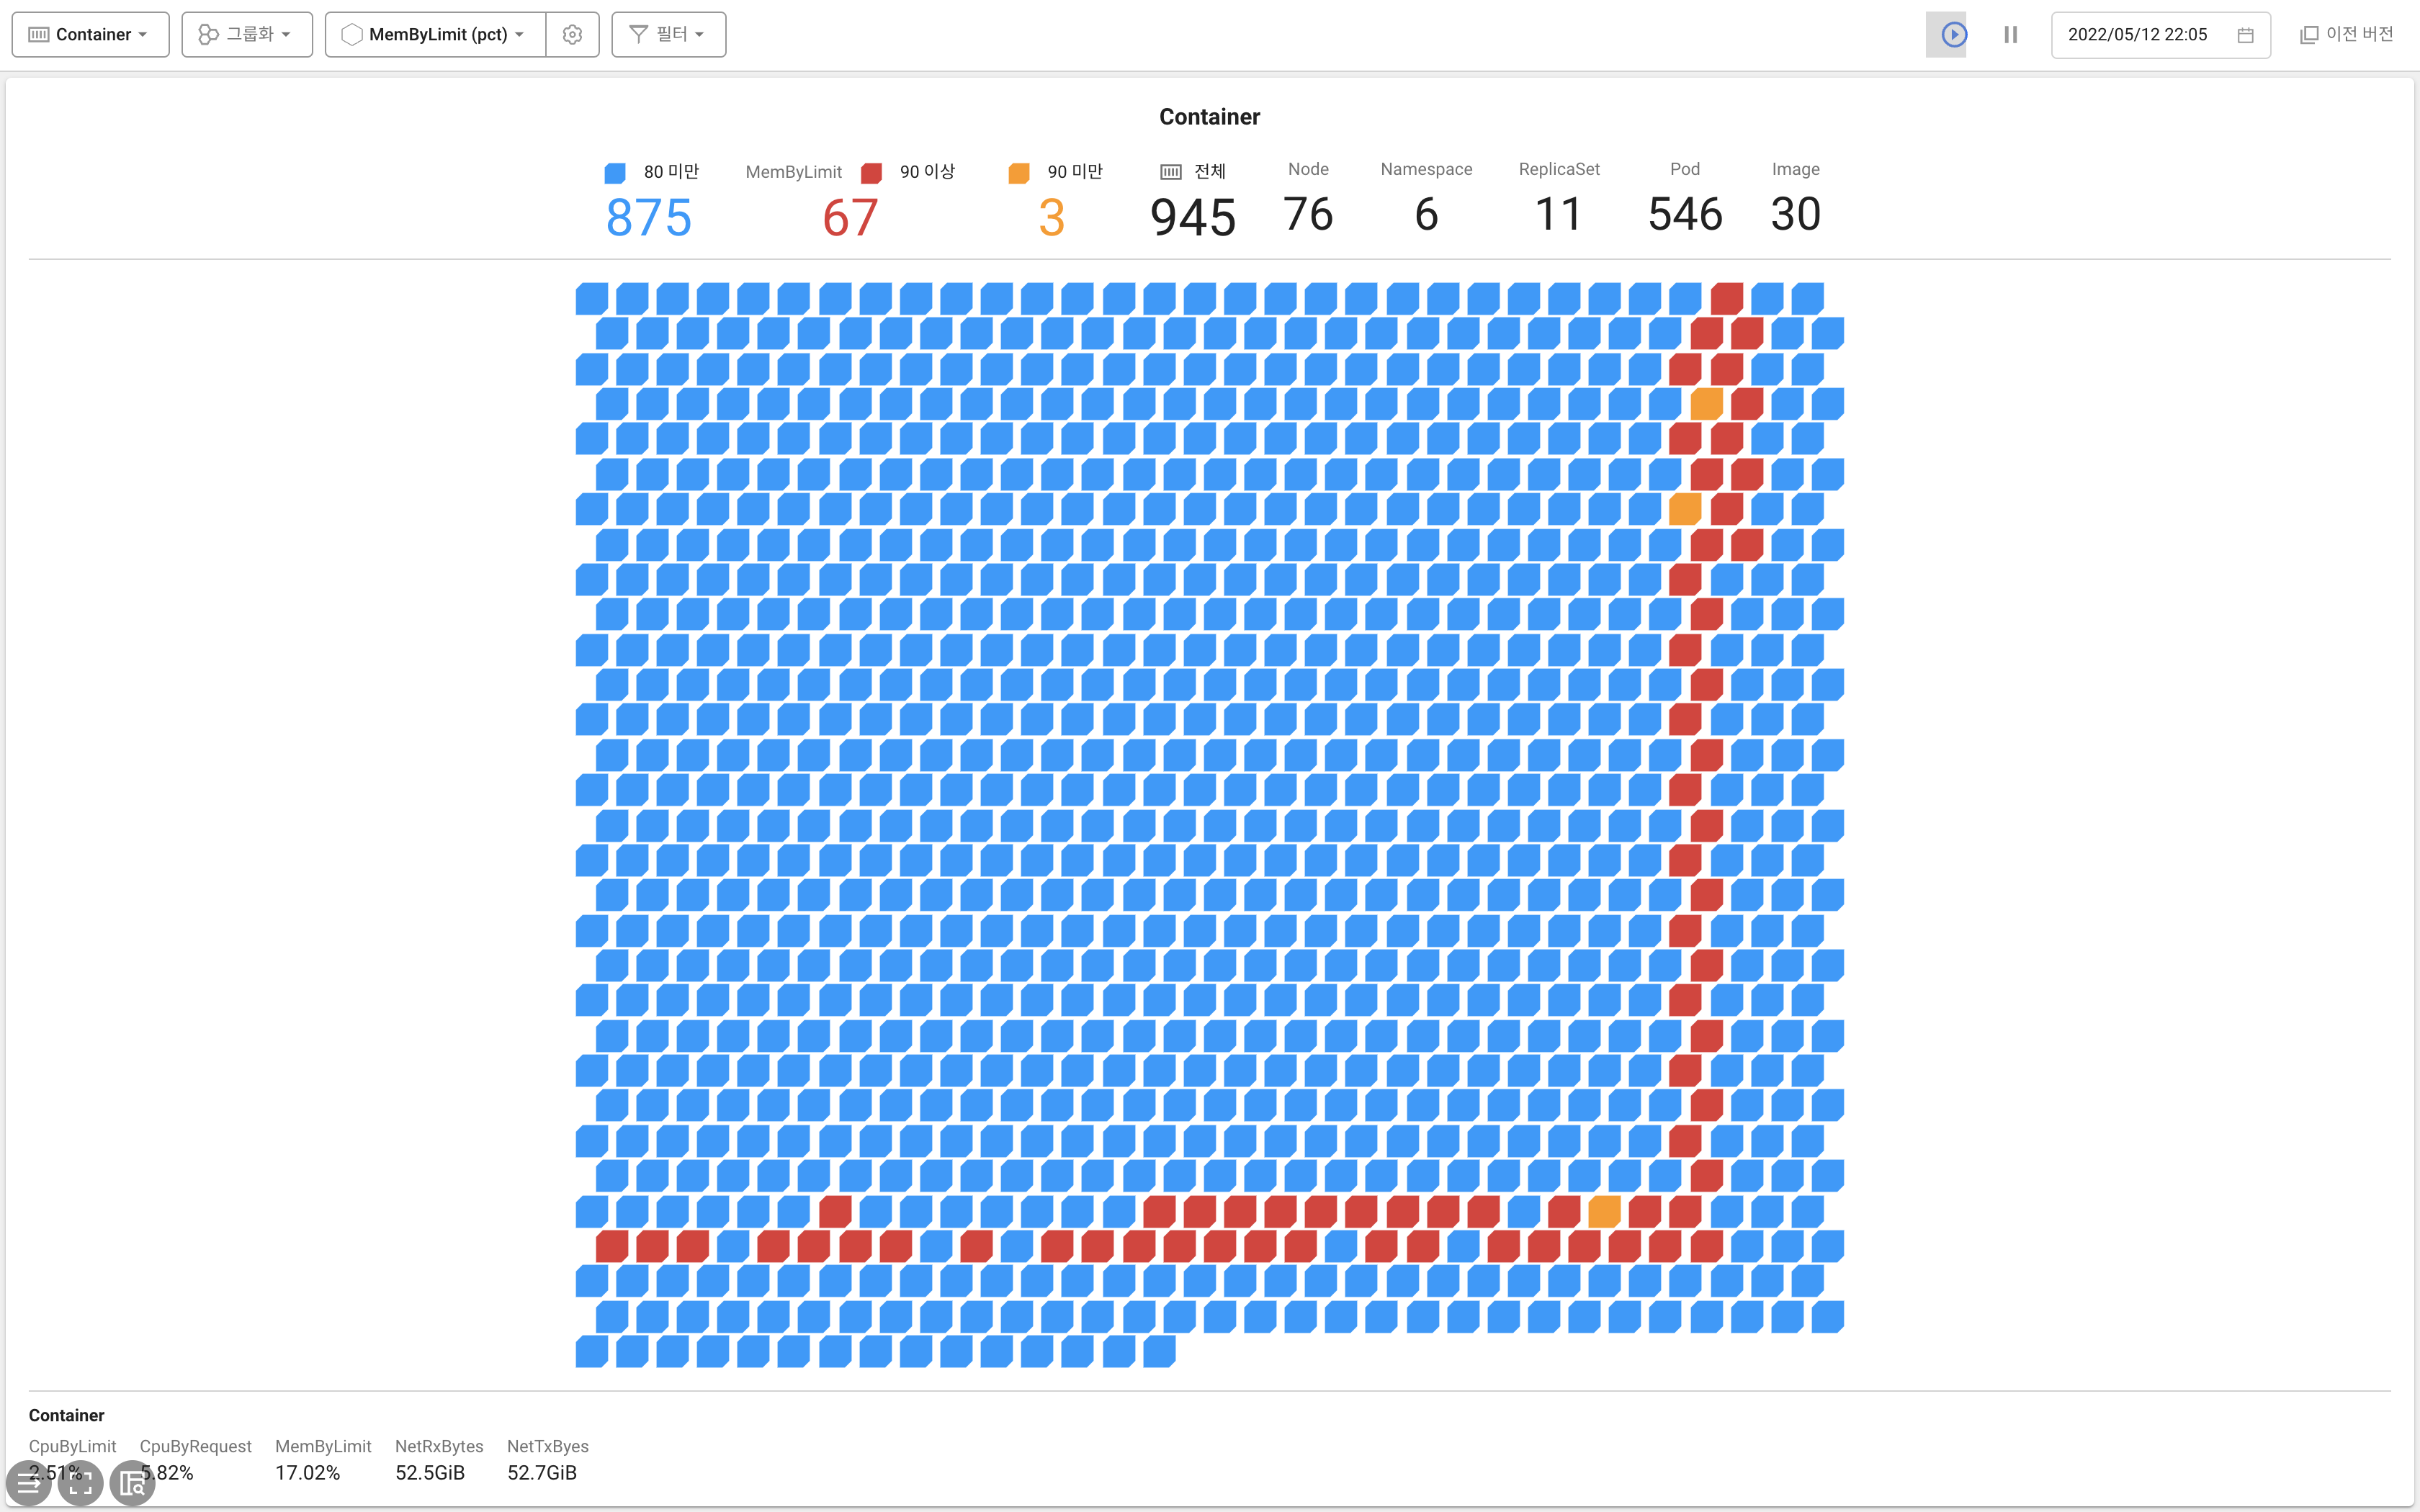 Container 그룹화 MemByLimit (pct) 필터 2022/05/12 22:05 이전 버전
Container
80 미만 MemByLimit 90 이상 90 미만 전체 Node Namespace ReplicaSet Pod Image
875 67 3 945 76 6 11 546 30
Container
CpuByLimit CpuByRequest MemByLimit NetRxBytes NetTxByes
2.51% 5.82% 17.02% 52.5GiB 52.7GiB